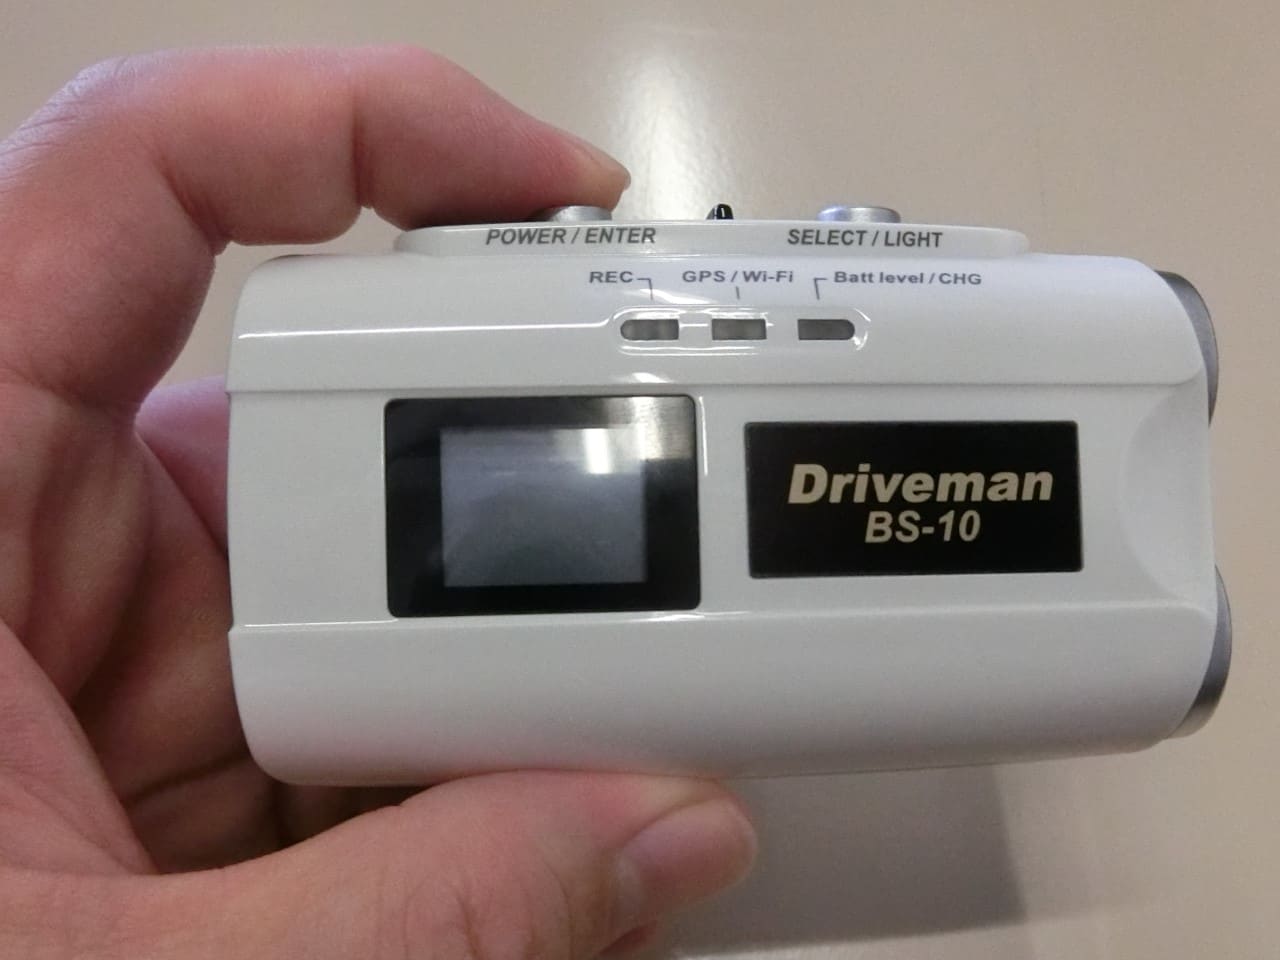 POWER / ENTER
SELECT / LIGHT
REC
GPS / Wi-Fi
Batt level / CHG
Driveman
BS-10